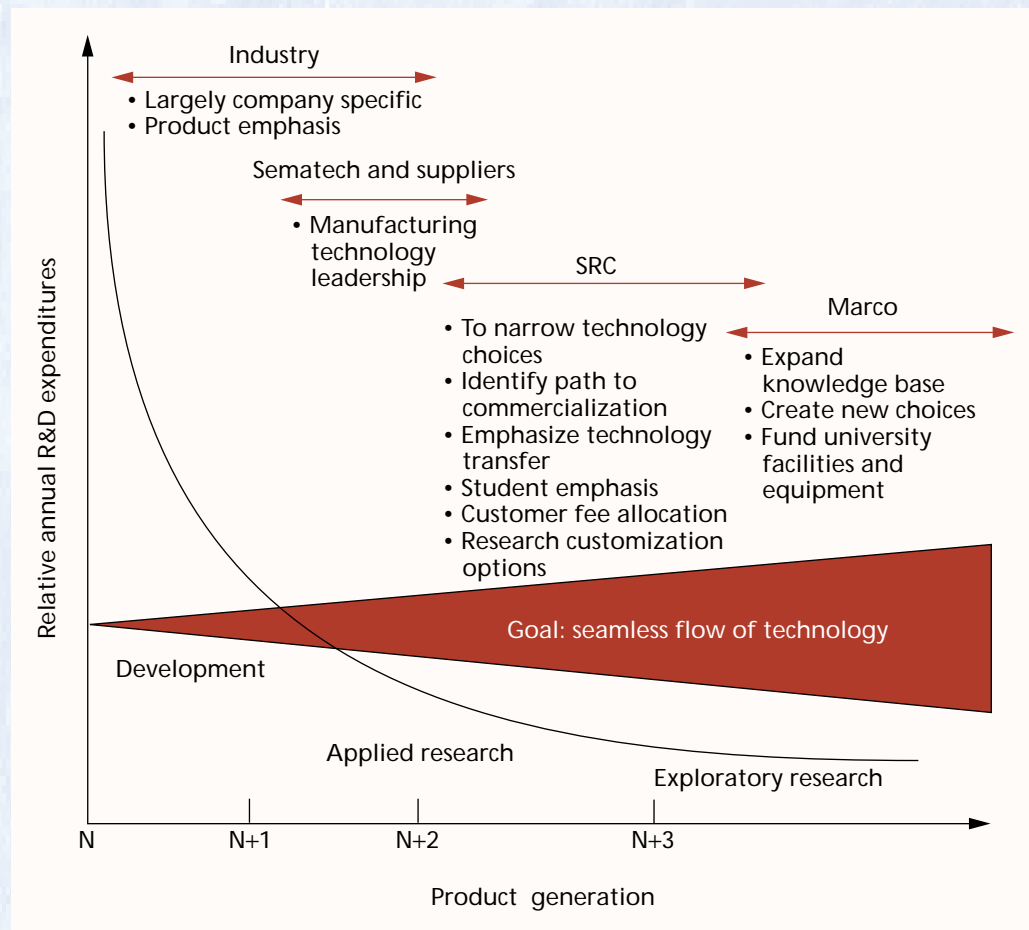 Industry
• Largely company specific
• Product emphasis
Sematech and suppliers
• Manufacturing
technology
leadership
SRC
• To narrow technology
choices
• Identify path to
commercialization
• Emphasize technology
transfer
• Student emphasis
• Customer fee allocation
• Research customization
options
Marco
• Expand
knowledge base
• Create new choices
• Fund university
facilities and
equipment
Relative annual R&D expenditures
Goal: seamless flow of technology
Development
Applied research
Exploratory research
N
N+1
N+2
N+3
Product generation